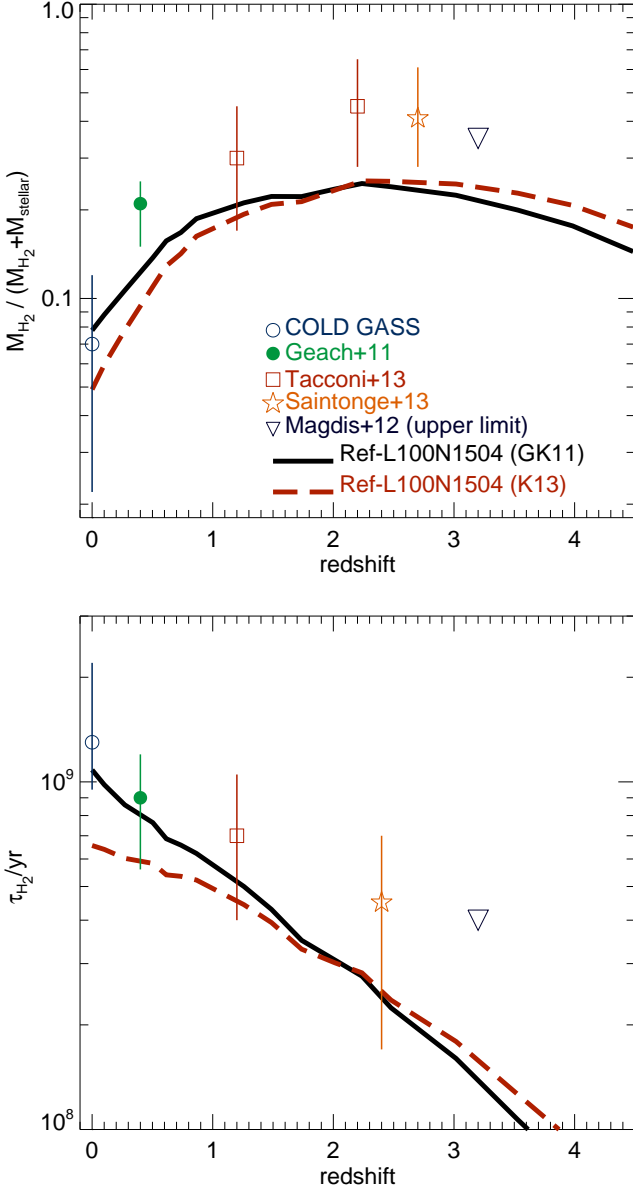 1.0
0.1
M_H2 / (M_H2+M_stellar)
COLD GASS
Geach+11
Tacconi+13
Saintonge+13
Magdis+12 (upper limit)
Ref-L100N1504 (GK11)
Ref-L100N1504 (K13)
0 1 2 3 4
redshift
10^9
10^8
τ_H2/yr
0 1 2 3 4
redshift